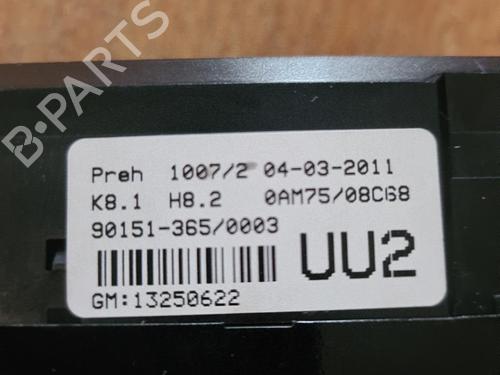 B-PARTS
Preh 1007/2 04-03-2011
K8.1 H8.2 0AM75/08C68
90151-365/0003
UU2
GM:13250622